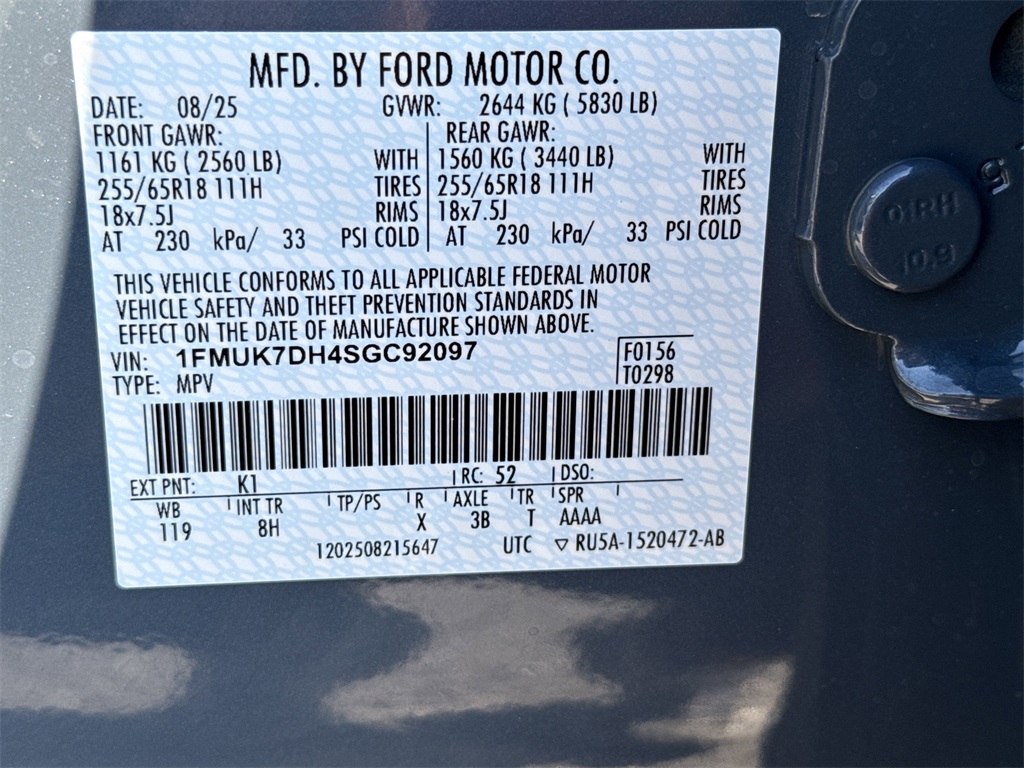 MFD. BY FORD MOTOR CO.
DATE: 08/25 GVWR: 2644 KG ( 5830 LB)
FRONT GAWR: REAR GAWR:
1161 KG ( 2560 LB) WITH 1560 KG ( 3440 LB) WITH
255/65R18 111H TIRES 255/65R18 111H TIRES
18x7.5J RIMS 18x7.5J RIMS
AT 230 kPa/ 33 PSI COLD AT 230 kPa/ 33 PSI COLD
THIS VEHICLE CONFORMS TO ALL APPLICABLE FEDERAL MOTOR
VEHICLE SAFETY AND THEFT PREVENTION STANDARDS IN
EFFECT ON THE DATE OF MANUFACTURE SHOWN ABOVE.
VIN: 1FMUK7DH4SGC92097 F0156
TYPE: MPV T0298
EXT PNT: K1 RC: 52 DSO:
WB INT TR TP/PS R AXLE TR SPR
119 8H X 3B T AAAA
1202508215647 UTC ▽ RU5A-1520472-AB
10.9